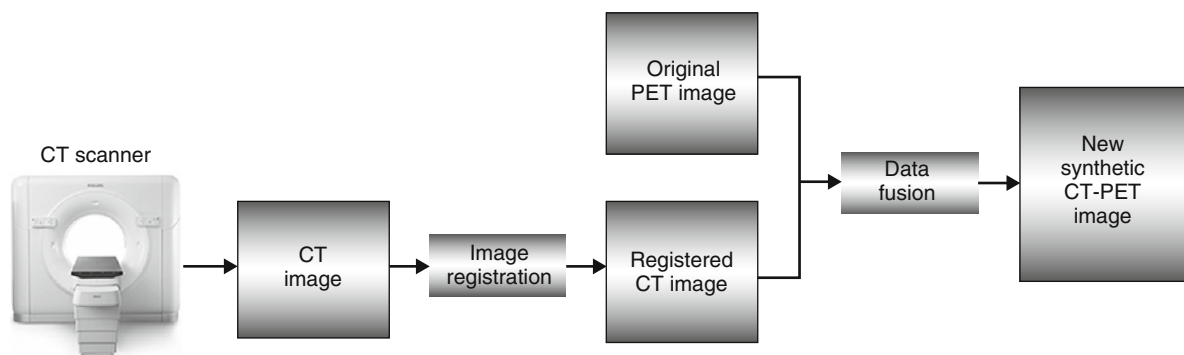 CT scanner
CT
image
Image
registration
Original
PET image
Registered
CT image
Data
fusion
New
synthetic
CT-PET
image
PHILIPS